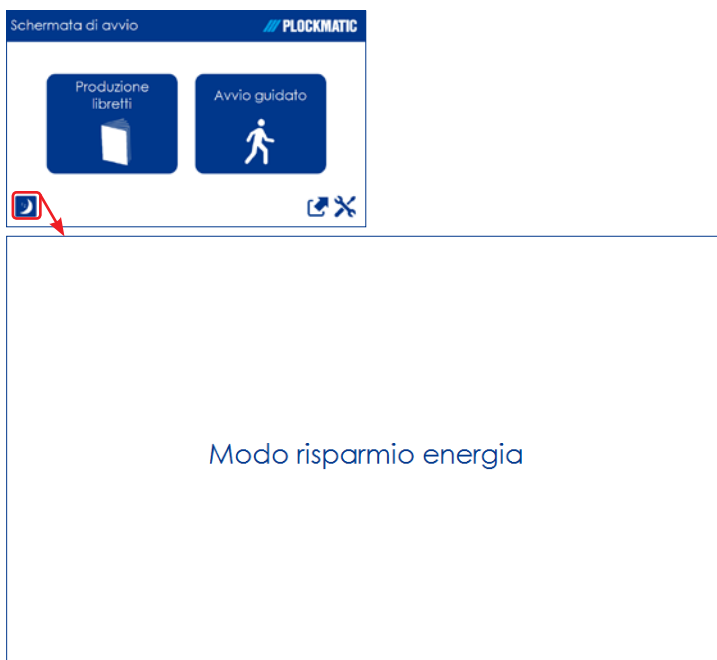 Schermata di avvio
PLOCKMATIC
Produzione
libretti
Avvio guidato
Modo risparmio energia